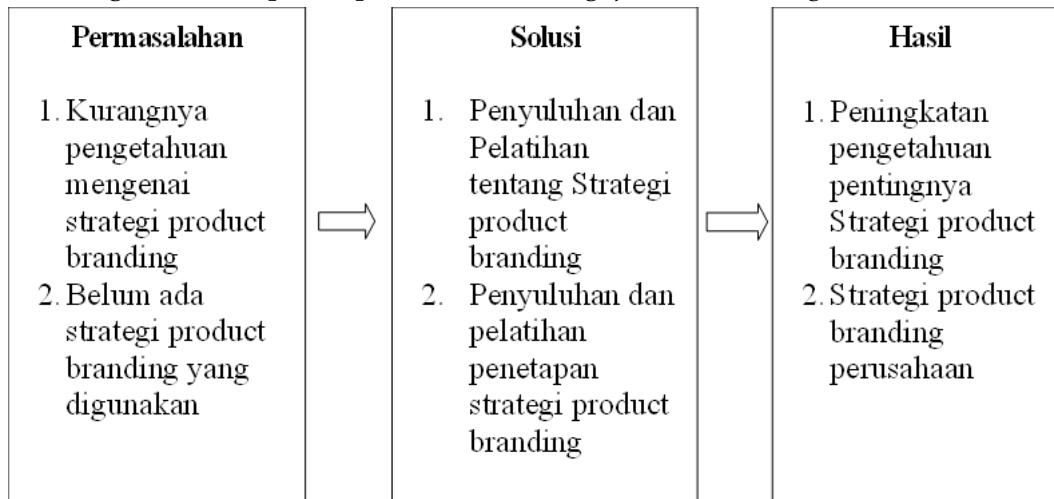 Permasalahan
1. Kurangnya
pengetahuan
mengenai
strategi product
branding
2. Belum ada
strategi product
branding yang
digunakan
Solusi
1. Penyuluhan dan
Pelatihan
tentang Strategi
product
branding
2. Penyuluhan dan
pelatihan
penetapan
strategi product
branding
Hasil
1. Peningkatan
pengetahuan
pentingnya
Strategi product
branding
2. Strategi product
branding
perusahaan